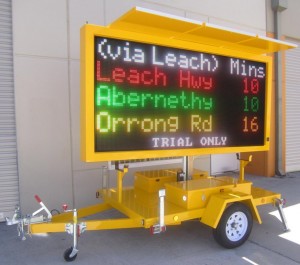 (via Leach) Mins
Leach Hwy 10
Abernethy 10
Orrong Rd 16
TRIAL ONLY